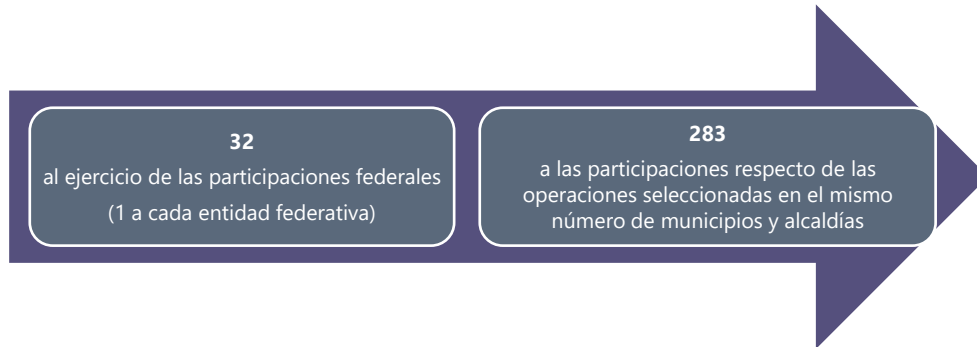 32
al ejercicio de las participaciones federales
(1 a cada entidad federativa)
283
a las participaciones respecto de las
operaciones seleccionadas en el mismo
número de municipios y alcaldías